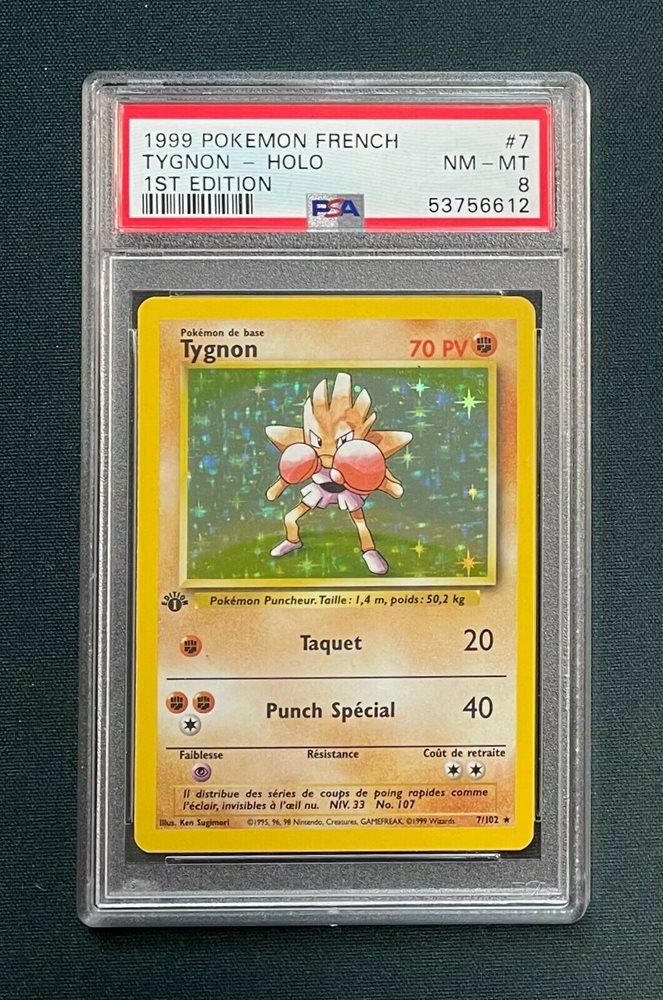 1999 POKEMON FRENCH #7
TYGNON - HOLO NM - MT
1ST EDITION 8
PSA 53756612
Pokémon de base
Tygnon 70 PV
EDITION 1
Pokémon Puncheur. Taille: 1,4 m, poids: 50,2 kg
Taquet 20
Punch Spécial 40
Faiblesse Résistance Coût de retraite
Il distribue des séries de coups de poing rapides comme
l'éclair, invisibles à l'œil nu. NIV. 33 No. 107
Illus. Ken Sugimori ©1995, 96, 98 Nintendo, Creatures, GAMEFREAK. ©1999 Wizards. 7/102 ★